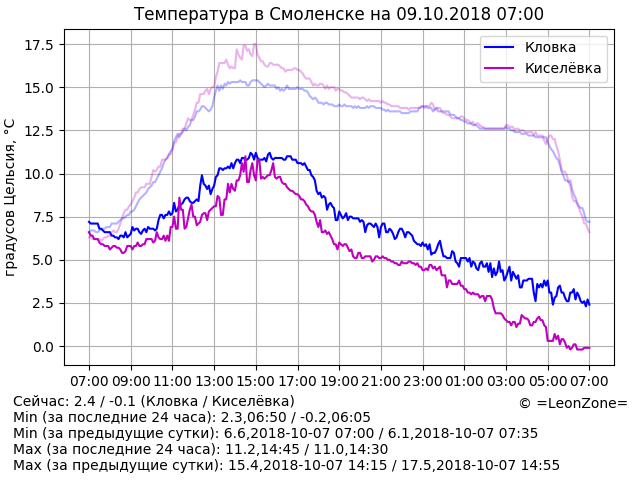 Температура в Смоленске на 09.10.2018 07:00
градусов Цельсия, °C
17.5
15.0
12.5
10.0
7.5
5.0
2.5
0.0
Кловка
Киселёвка
07:00 09:00 11:00 13:00 15:00 17:00 19:00 21:00 23:00 01:00 03:00 05:00 07:00
Сейчас: 2.4 / -0.1 (Кловка / Киселёвка)
© =LeonZone=
Min (за последние 24 часа): 2.3,06:50 / -0.2,06:05
Min (за предыдущие сутки): 6.6,2018-10-07 07:00 / 6.1,2018-10-07 07:35
Max (за последние 24 часа): 11.2,14:45 / 11.0,14:30
Max (за предыдущие сутки): 15.4,2018-10-07 14:15 / 17.5,2018-10-07 14:55